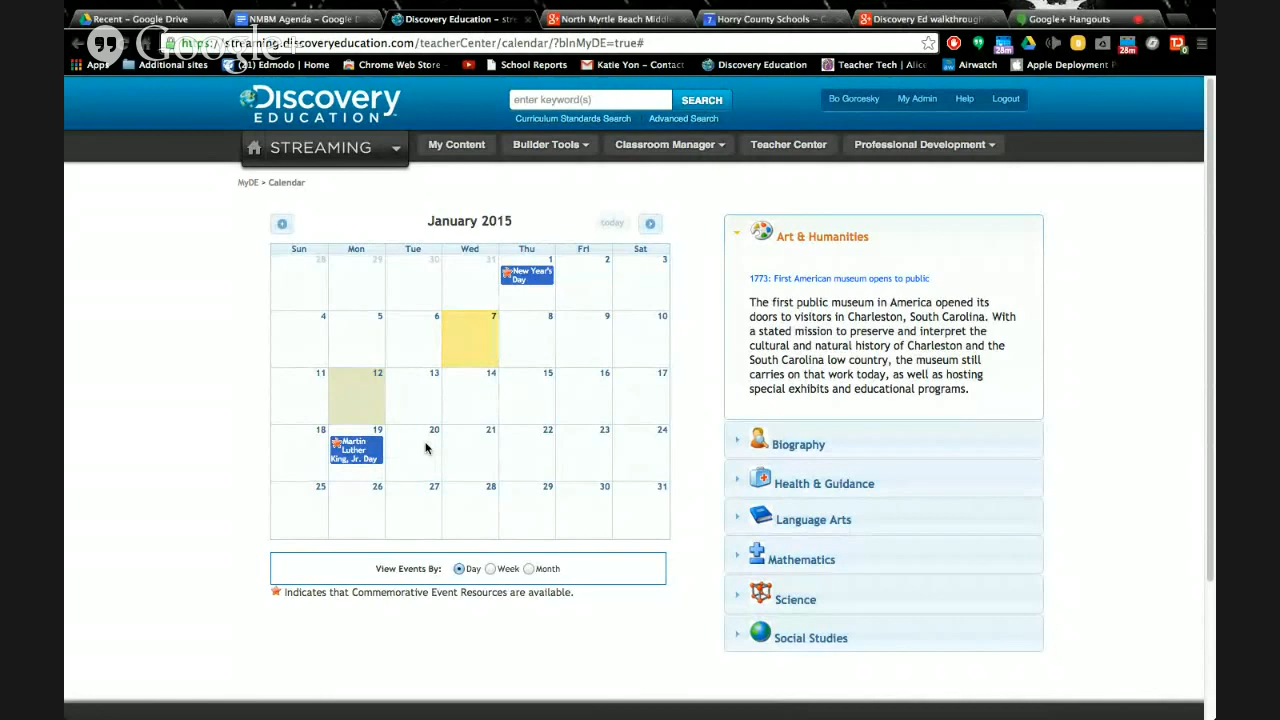 Recent – Google Drive
NMBM Agenda – Google D
Discovery Education – stre
North Myrtle Beach Middle
Horry County Schools – Ca
Discovery Ed walkthrough
Google+ Hangouts
Google+
https://streaming.discoveryeducation.com/teacherCenter/calendar/?blnMyDE=true#
Apps
Additional sites
(1) Edmodo | Home
Chrome Web Store –
School Reports
Katie Yon – Contact
Discovery Education
Teacher Tech | Alice
Airwatch
Apple Deployment P
Discovery
EDUCATION
enter keyword(s)
SEARCH
Curriculum Standards Search
Advanced Search
Bo Gorcesky
My Admin
Help
Logout
STREAMING
My Content
Builder Tools
Classroom Manager
Teacher Center
Professional Development
MyDE > Calendar
January 2015
today
Sun Mon Tue Wed Thu Fri Sat
28 29 30 31 1 2 3
New Year's
Day
4 5 6 7 8 9 10
11 12 13 14 15 16 17
18 19 20 21 22 23 24
Martin
Luther
King, Jr. Day
25 26 27 28 29 30 31
View Events By: Day Week Month
Indicates that Commemorative Event Resources are available.
Art & Humanities
1773: First American museum opens to public
The first public museum in America opened its
doors to visitors in Charleston, South Carolina. With
a stated mission to preserve and interpret the
cultural and natural history of Charleston and the
South Carolina low country, the museum still
carries on that work today, as well as hosting
special exhibits and educational programs.
Biography
Health & Guidance
Language Arts
Mathematics
Science
Social Studies